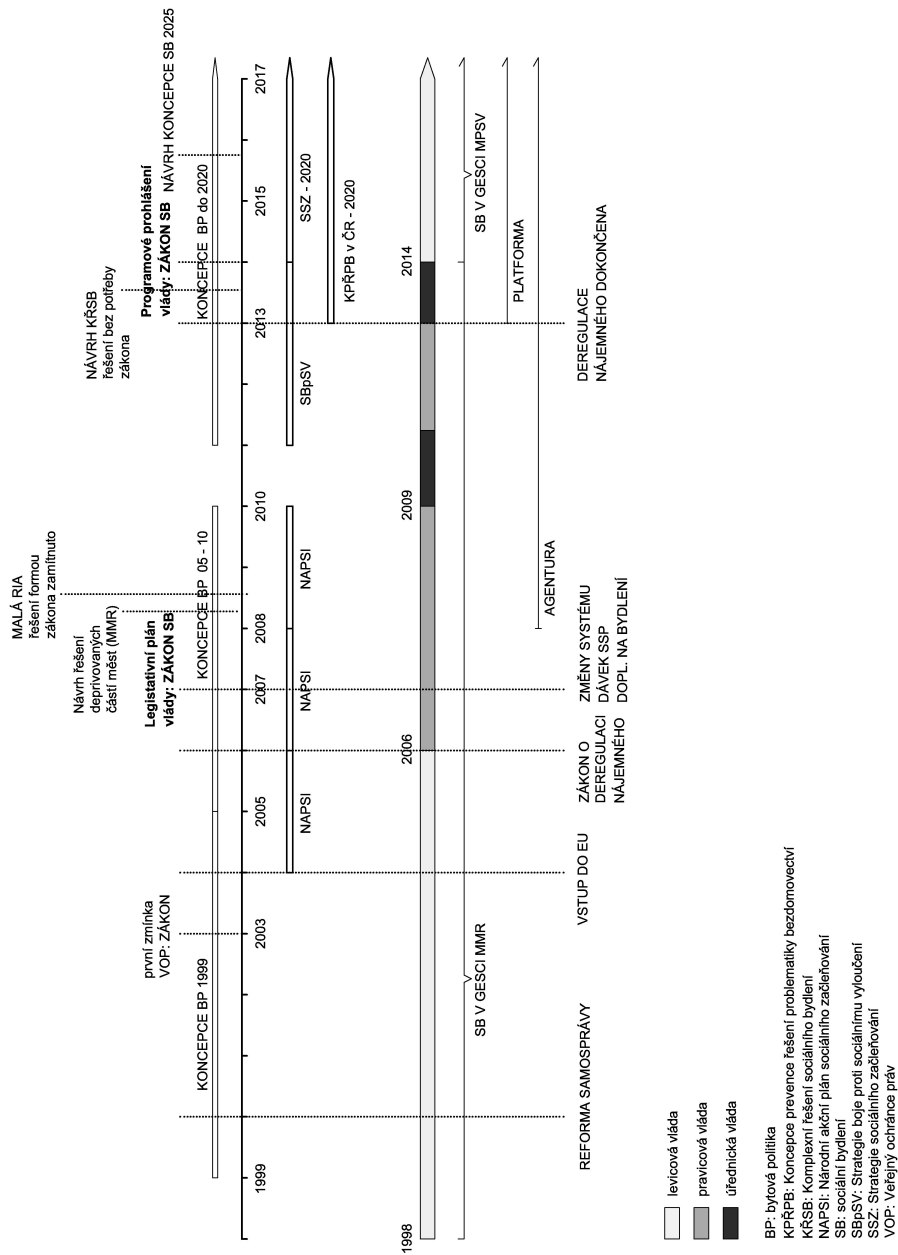 MALÁ RIA
řešení formou
zákona zamítnuto
NÁVRH KŘSB
řešení bez potřeby
zákona
Návrh řešení
deprivovaných
částí měst (MMR)
první zmínka
VOP: ZÁKON
Legistativní plán
vlády: ZÁKON SB
Programové prohlášení
vlády: ZÁKON SB
NÁVRH KONCEPCE SB 2025
KONCEPCE BP 1999
KONCEPCE BP 05 - 10
KONCEPCE BP do 2020
1999
2003
2005
2007
2008
2010
2013
2015
2017
NAPSI
NAPSI
NAPSI
SBpSV
SSZ - 2020
KPŘPB v ČR - 2020
1998
2006
2009
2014
SB V GESCI MMR
SB V GESCI MPSV
PLATFORMA
AGENTURA
REFORMA SAMOSPRÁVY
VSTUP DO EU
ZÁKON O
DEREGULACI
NÁJEMNÉHO
ZMĚNY SYSTÉMU
DÁVEK SSP
DOPL. NA BYDLENÍ
DEREGULACE
NÁJEMNÉHO DOKONČENA
levicová vláda
pravicová vláda
úřednická vláda
BP: bytová politika
KPŘPB: Koncepce prevence řešení problematiky bezdomovectví
KŘSB: Komplexní řešení sociálního bydlení
NAPSI: Národní akční plán sociálního začleňování
SB: sociální bydlení
SBpSV: Strategie boje proti sociálnímu vyloučení
SSZ: Strategie sociálního začleňování
VOP: Veřejný ochránce práv